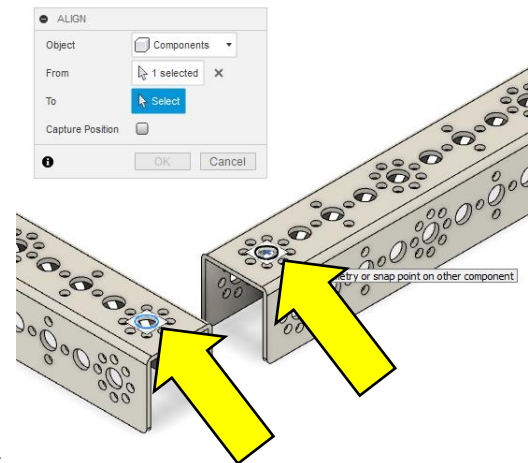 ALIGN
Object Components
From 1 selected
To Select
Capture Position
OK Cancel
etry or snap point on other component